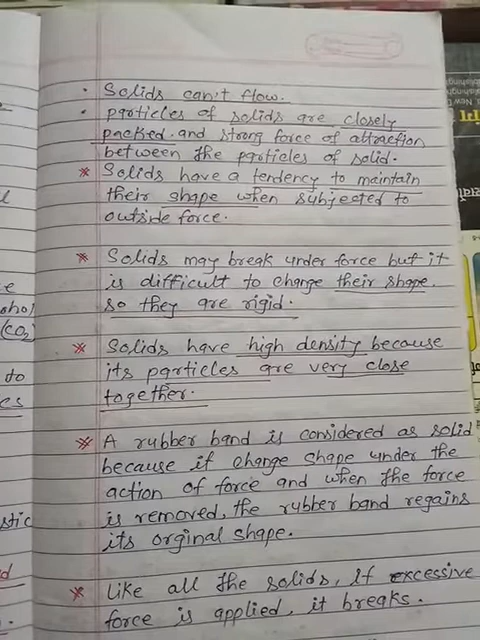 • Solids can't flow.
• particles of solids are closely
packed and strong force of attraction
between the particles of solid.
* Solids have a tendency to maintain
their shape when subjected to
outside force.
* Solids may break under force but it
is difficult to change their shape.
so they are rigid.
* Solids have high density because
its particles are very close
together.
* A rubber band is considered as solid
because if change shape under the
action of force and when the force
is removed, the rubber band regains
its orginal shape.
* Like all the solids, if excessive
force is applied, it breaks.
(CO₂)
to
es
stic